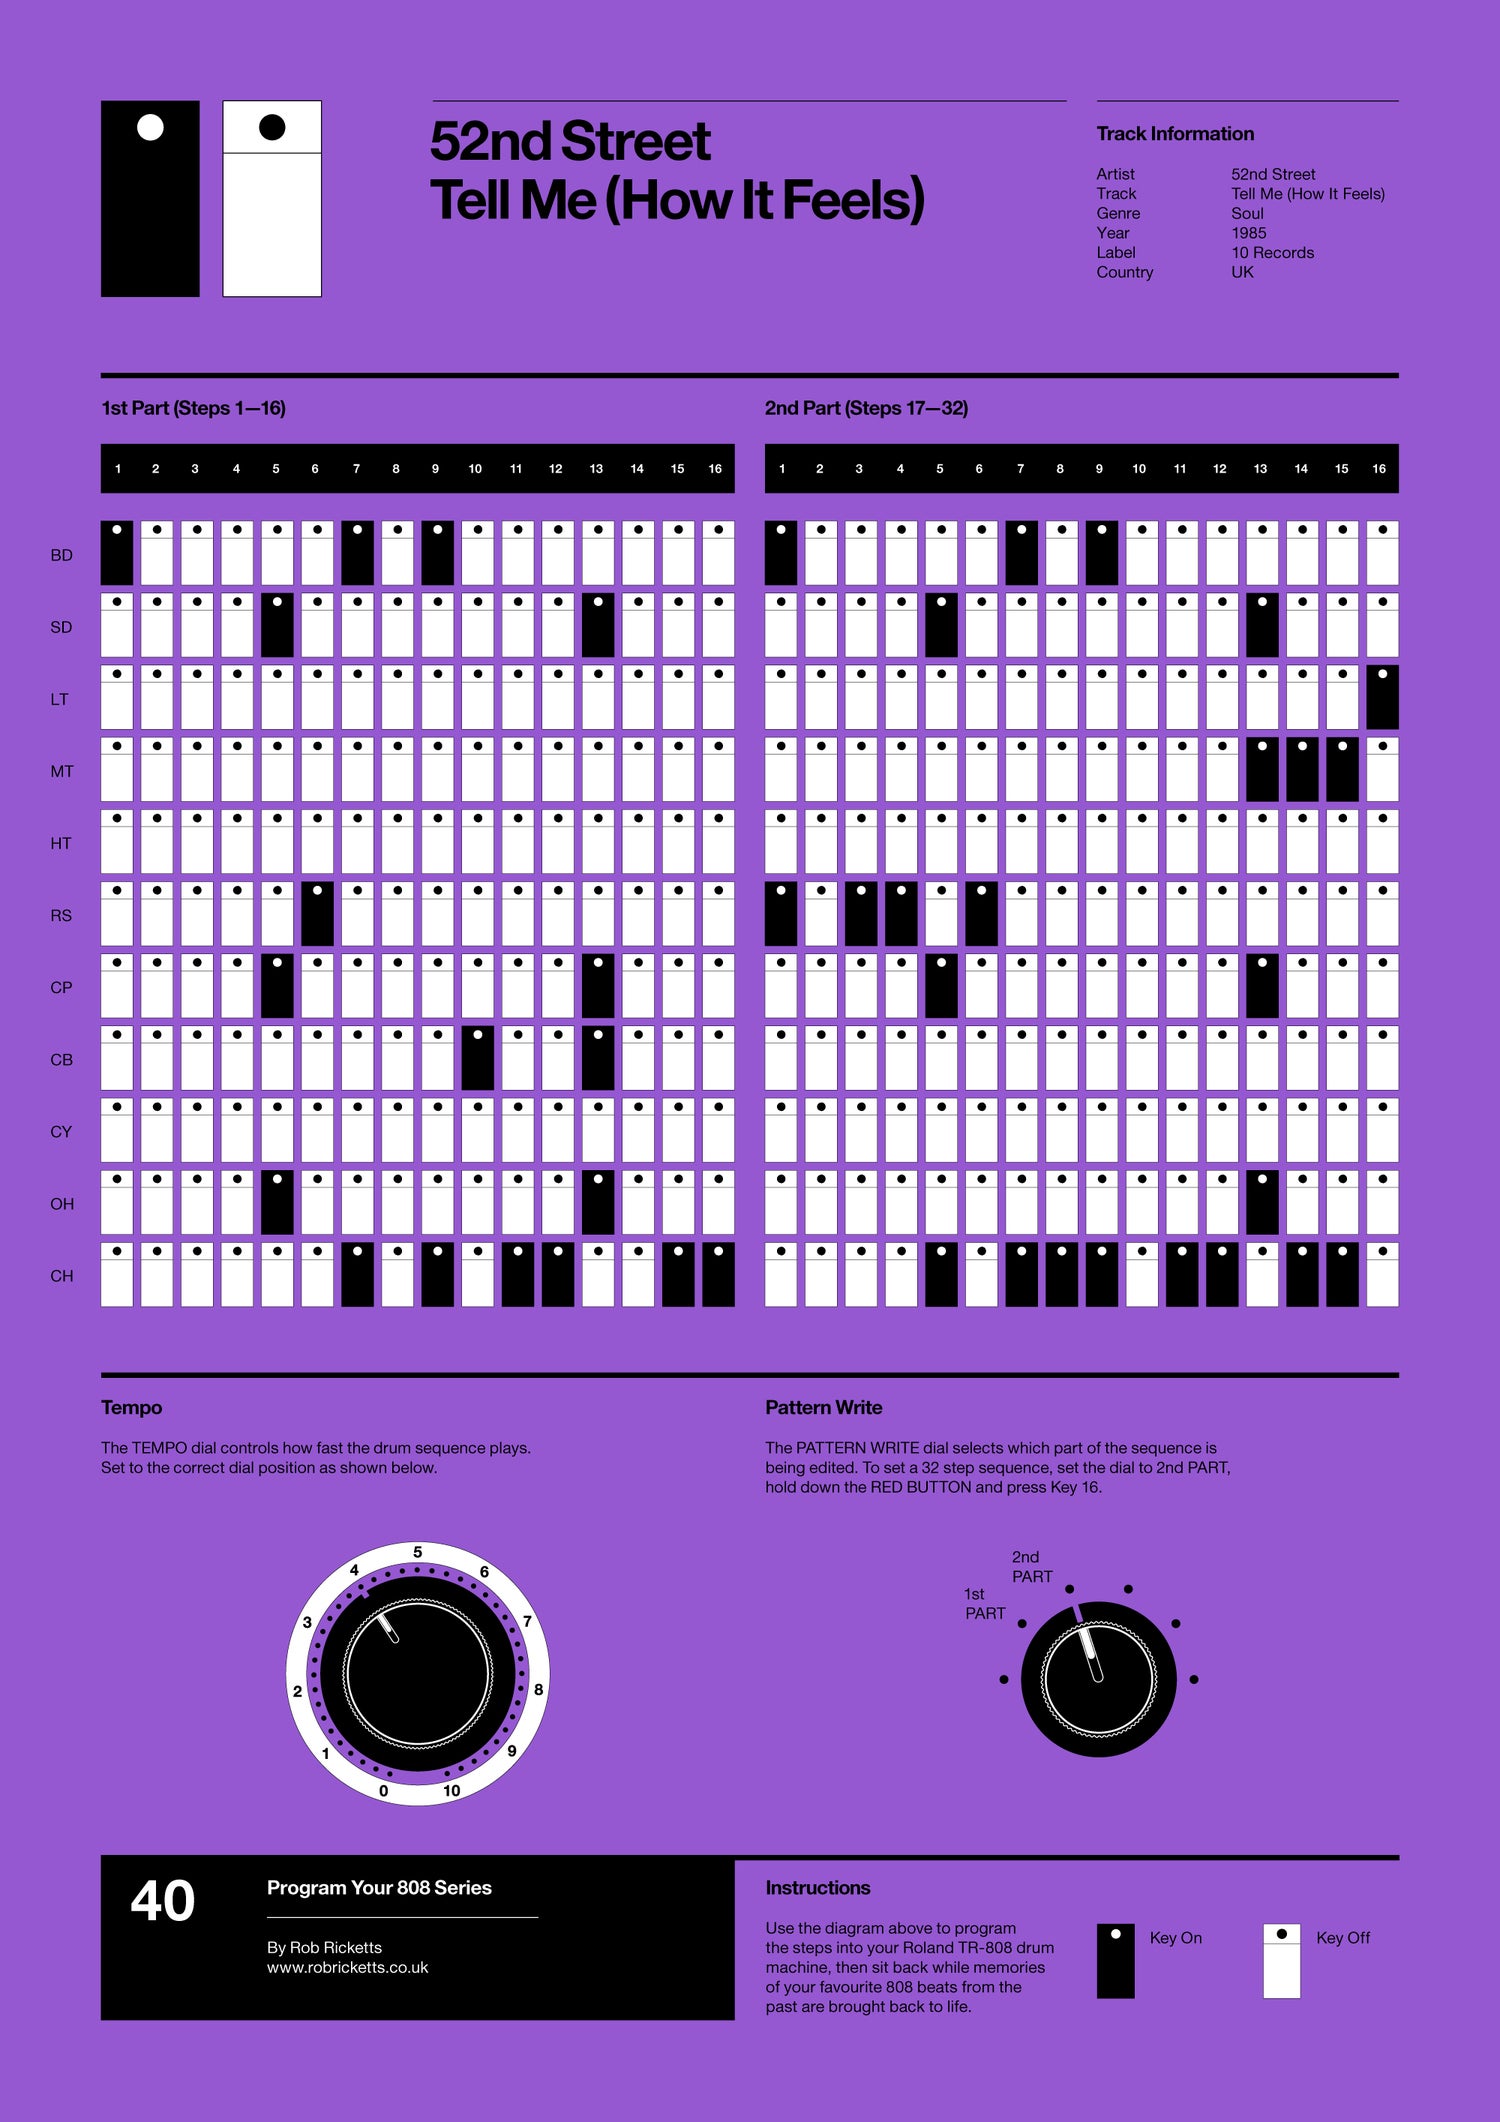 52nd Street
Tell Me (How It Feels)
Track Information
Artist 52nd Street
Track Tell Me (How It Feels)
Genre Soul
Year 1985
Label 10 Records
Country UK
1st Part (Steps 1—16)
1 2 3 4 5 6 7 8 9 10 11 12 13 14 15 16
2nd Part (Steps 17—32)
1 2 3 4 5 6 7 8 9 10 11 12 13 14 15 16
BD
SD
LT
MT
HT
RS
CP
CB
CY
OH
CH
Tempo
The TEMPO dial controls how fast the drum sequence plays.
Set to the correct dial position as shown below.
0
1
2
3
4
5
6
7
8
9
10
Pattern Write
The PATTERN WRITE dial selects which part of the sequence is
being edited. To set a 32 step sequence, set the dial to 2nd PART,
hold down the RED BUTTON and press Key 16.
2nd
PART
1st
PART
40
Program Your 808 Series
By Rob Ricketts
www.robricketts.co.uk
Instructions
Use the diagram above to program
the steps into your Roland TR-808 drum
machine, then sit back while memories
of your favourite 808 beats from the
past are brought back to life.
Key On
Key Off